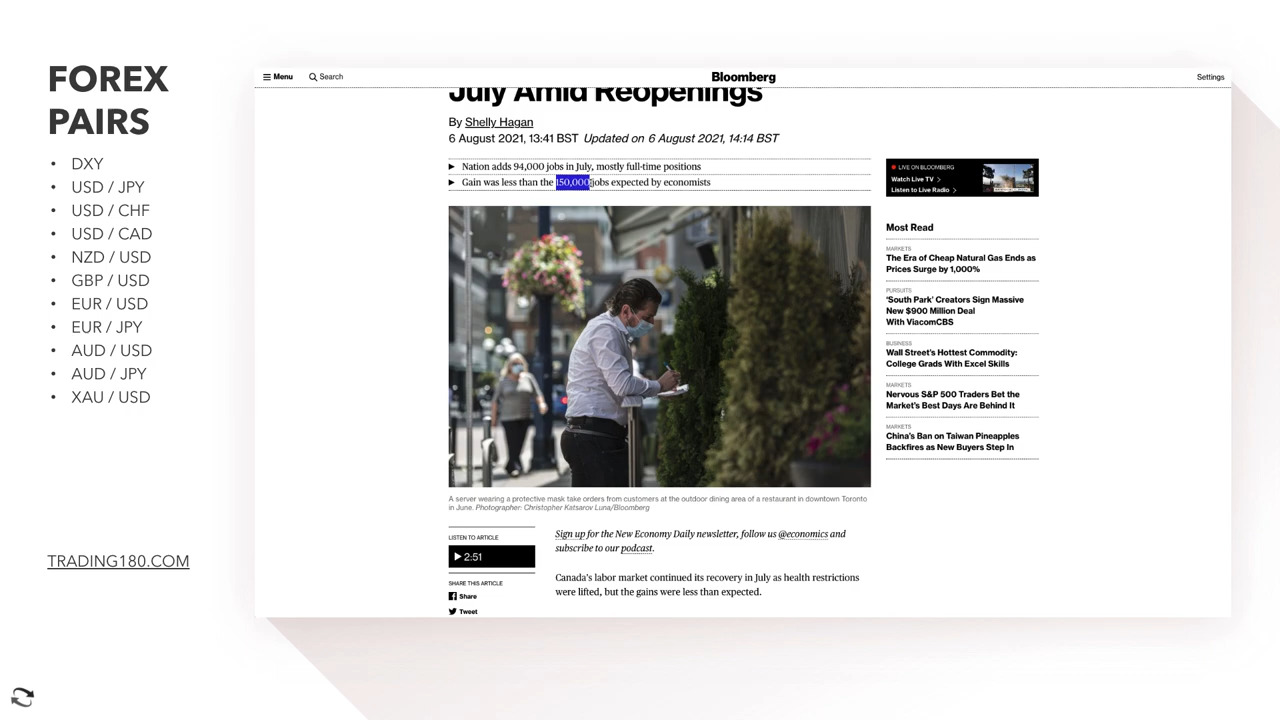 FOREX
PAIRS
• DXY
• USD / JPY
• USD / CHF
• USD / CAD
• NZD / USD
• GBP / USD
• EUR / USD
• EUR / JPY
• AUD / USD
• AUD / JPY
• XAU / USD
TRADING180.COM
Menu Search Bloomberg Settings
July Amid Reopenings
By Shelly Hagan
6 August 2021, 13:41 BST Updated on 6 August 2021, 14:14 BST
Nation adds 94,000 jobs in July, mostly full-time positions
Gain was less than the 150,000 jobs expected by economists
A server wearing a protective mask take orders from customers at the outdoor dining area of a restaurant in downtown Toronto
in June. Photographer: Christopher Katsarov Luna/Bloomberg
LISTEN TO ARTICLE
2:51
SHARE THIS ARTICLE
Share
Tweet
Sign up for the New Economy Daily newsletter, follow us @economics and
subscribe to our podcast.
Canada's labor market continued its recovery in July as health restrictions
were lifted, but the gains were less than expected.
LIVE ON BLOOMBERG
Watch Live TV
Listen to Live Radio
Most Read
MARKETS
The Era of Cheap Natural Gas Ends as
Prices Surge by 1,000%
PURSUITS
‘South Park’ Creators Sign Massive
New $900 Million Deal
With ViacomCBS
BUSINESS
Wall Street’s Hottest Commodity:
College Grads With Excel Skills
MARKETS
Nervous S&P 500 Traders Bet the
Market’s Best Days Are Behind It
MARKETS
China’s Ban on Taiwan Pineapples
Backfires as New Buyers Step In